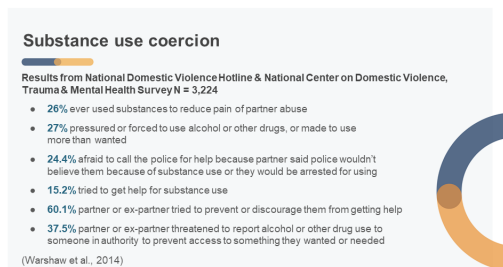 Substance use coercion
Results from National Domestic Violence Hotline & National Center on Domestic Violence,
Trauma & Mental Health Survey N = 3,224
● 26% ever used substances to reduce pain of partner abuse
● 27% pressured or forced to use alcohol or other drugs, or made to use
more than wanted
● 24.4% afraid to call the police for help because partner said police wouldn't
believe them because of substance use or they would be arrested for using
● 15.2% tried to get help for substance use
● 60.1% partner or ex-partner tried to prevent or discourage them from getting help
● 37.5% partner or ex-partner threatened to report alcohol or other drug use to
someone in authority to prevent access to something they wanted or needed
(Warshaw et al., 2014)